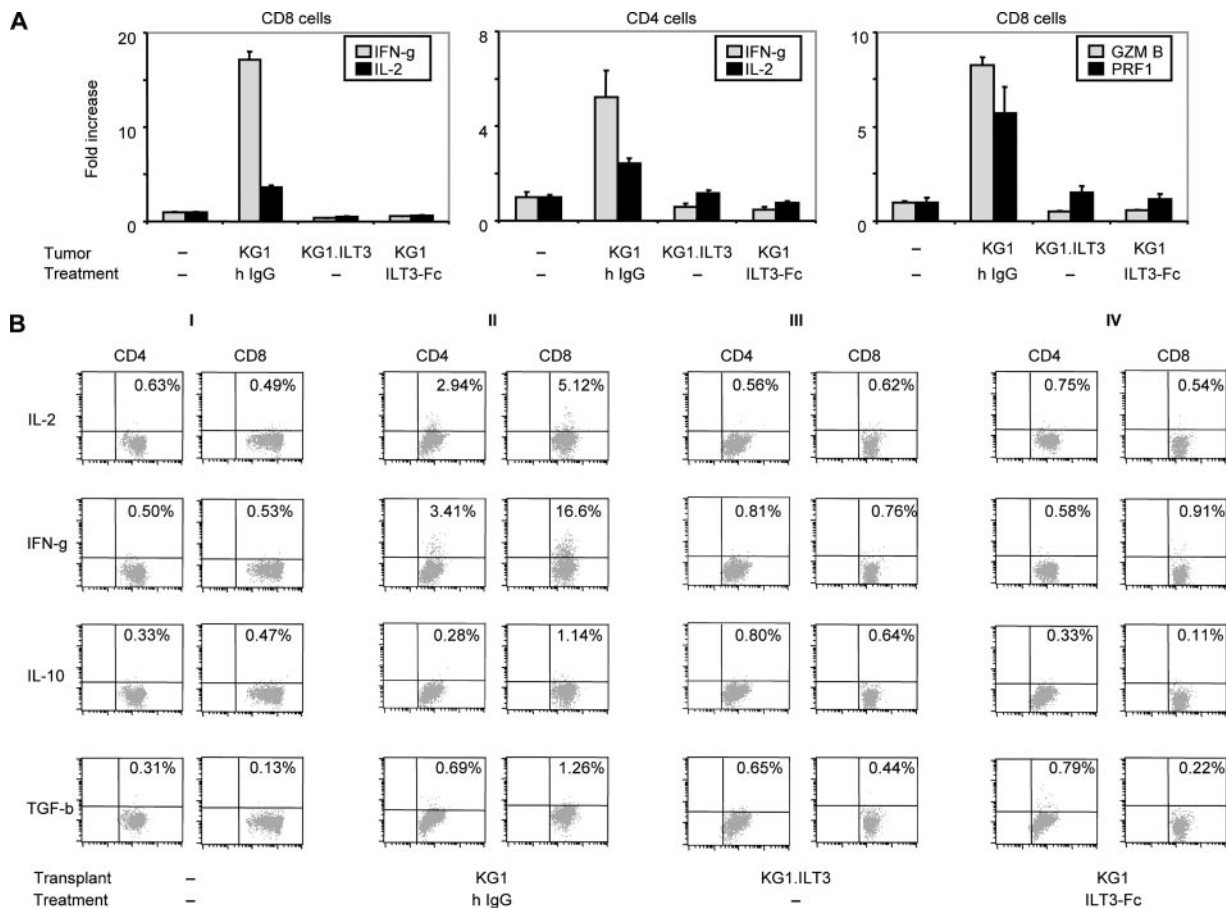 A
CD8 cells
CD4 cells
CD8 cells
20
10
0
Fold increase
IFN-g
IL-2
8
4
0
IFN-g
IL-2
10
5
0
GZM B
PRF1
Tumor – KG1 KG1.ILT3 KG1 – KG1 KG1.ILT3 KG1 – KG1 KG1.ILT3 KG1
Treatment – h IgG – ILT3-Fc – h IgG – ILT3-Fc – h IgG – ILT3-Fc
B
I II III IV
CD4 CD8 CD4 CD8 CD4 CD8 CD4 CD8
IL-2 0.63% 0.49% 2.94% 5.12% 0.56% 0.62% 0.75% 0.54%
IFN-g 0.50% 0.53% 3.41% 16.6% 0.81% 0.76% 0.58% 0.91%
IL-10 0.33% 0.47% 0.28% 1.14% 0.80% 0.64% 0.33% 0.11%
TGF-b 0.31% 0.13% 0.69% 1.26% 0.65% 0.44% 0.79% 0.22%
Transplant – KG1 KG1.ILT3 KG1
Treatment – h IgG – ILT3-Fc